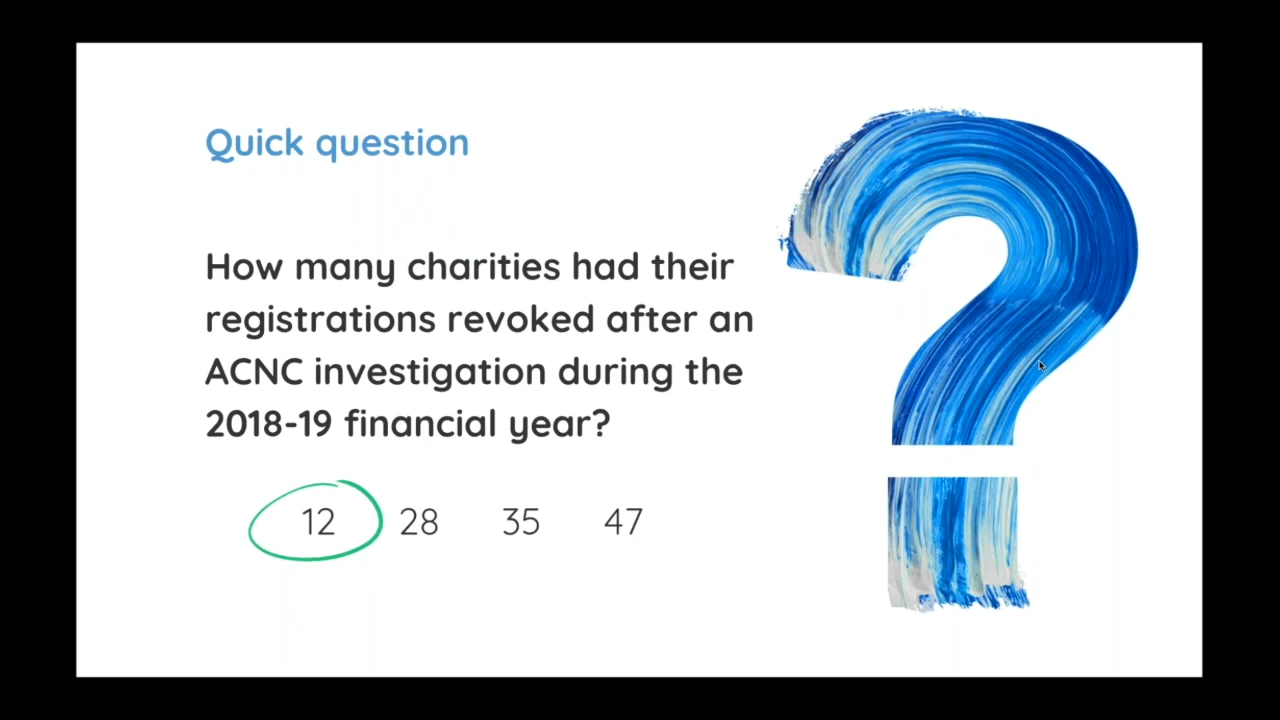 Quick question
How many charities had their
registrations revoked after an
ACNC investigation during the
2018-19 financial year?
12 28 35 47